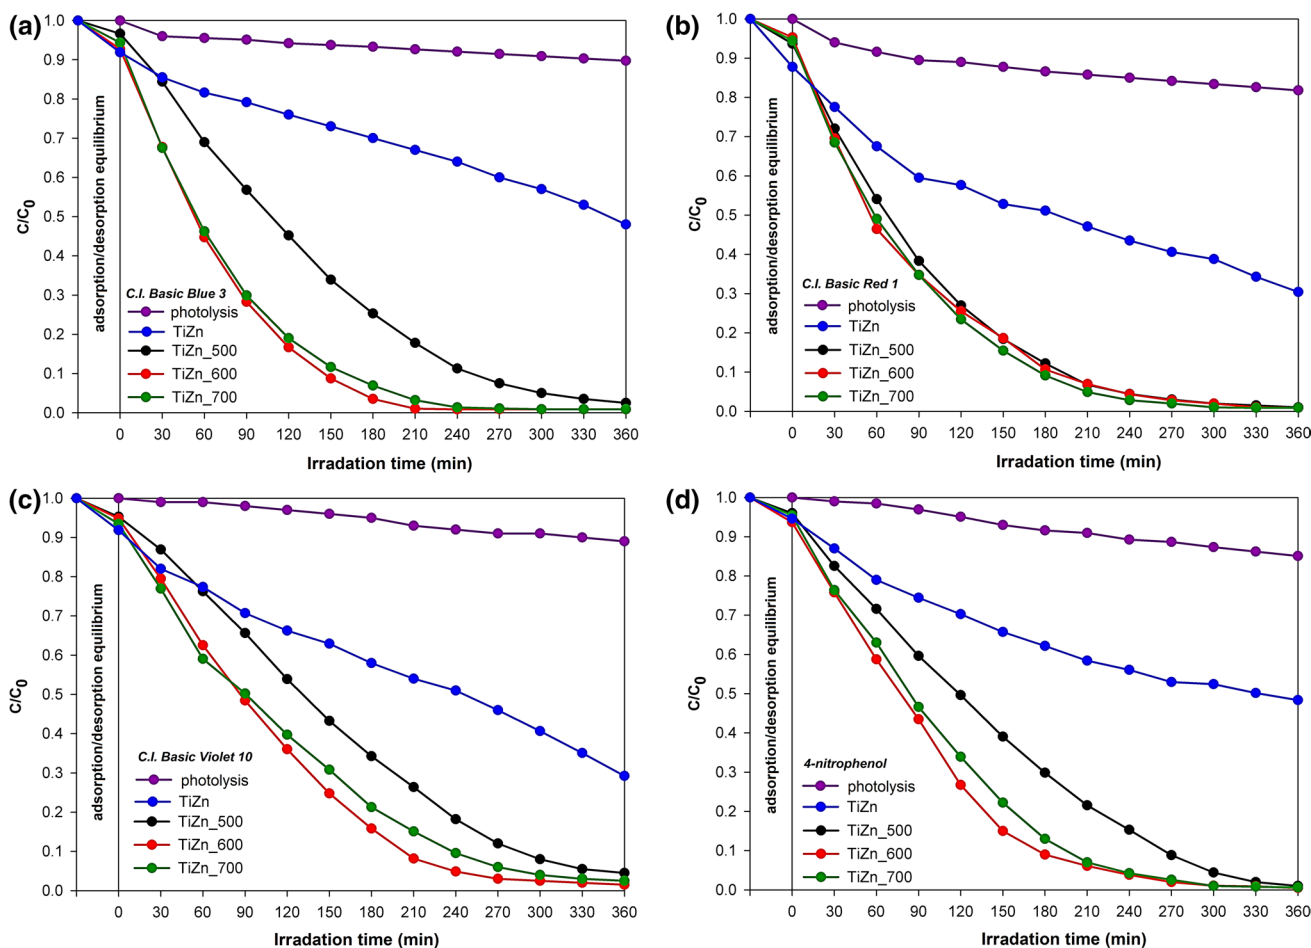 (a)
1.0
0.9
0.8
0.7
0.6
0.5
0.4
0.3
0.2
0.1
0.0
C/C0
adsorption/desorption equilibrium
C.I. Basic Blue 3
photolysis
TiZn
TiZn_500
TiZn_600
TiZn_700
0 30 60 90 120 150 180 210 240 270 300 330 360
Irradation time (min)
(b)
1.0
0.9
0.8
0.7
0.6
0.5
0.4
0.3
0.2
0.1
0.0
C/C0
adsorption/desorption equilibrium
C.I. Basic Red 1
photolysis
TiZn
TiZn_500
TiZn_600
TiZn_700
0 30 60 90 120 150 180 210 240 270 300 330 360
Irradation time (min)
(c)
1.0
0.9
0.8
0.7
0.6
0.5
0.4
0.3
0.2
0.1
0.0
C/C0
adsorption/desorption equilibrium
C.I. Basic Violet 10
photolysis
TiZn
TiZn_500
TiZn_600
TiZn_700
0 30 60 90 120 150 180 210 240 270 300 330 360
Irradation time (min)
(d)
1.0
0.9
0.8
0.7
0.6
0.5
0.4
0.3
0.2
0.1
0.0
C/C0
adsorption/desorption equilibrium
4-nitrophenol
photolysis
TiZn
TiZn_500
TiZn_600
TiZn_700
0 30 60 90 120 150 180 210 240 270 300 330 360
Irradation time (min)